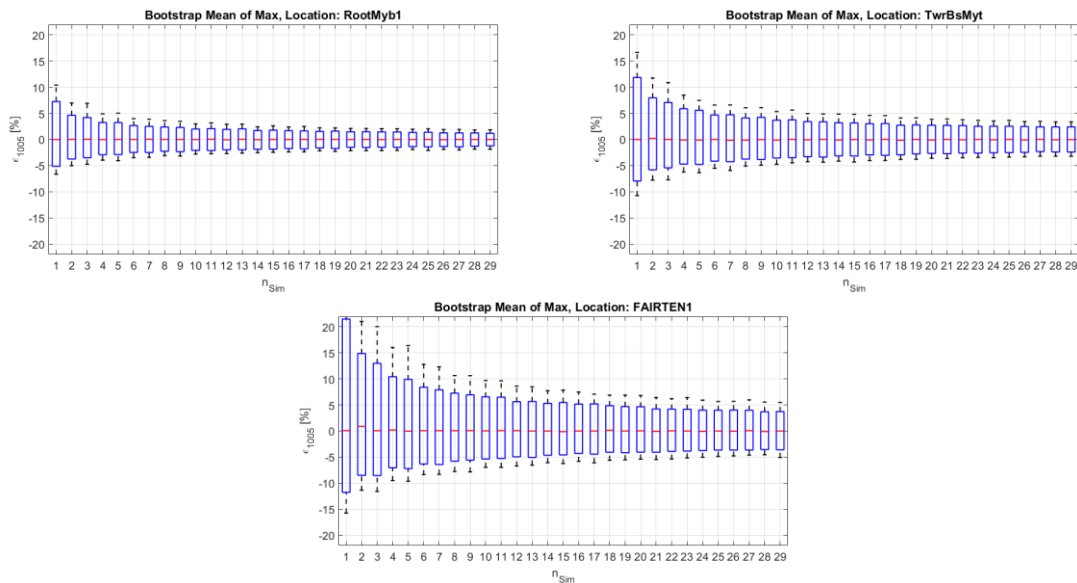 Bootstrap Mean of Max, Location: RootMyb1
20
15
10
5
0
-5
-10
-15
-20
ϵ1005 [%]
1 2 3 4 5 6 7 8 9 10 11 12 13 14 15 16 17 18 19 20 21 22 23 24 25 26 27 28 29
nSim
Bootstrap Mean of Max, Location: TwrBsMyt
20
15
10
5
0
-5
-10
-15
-20
ϵ1005 [%]
1 2 3 4 5 6 7 8 9 10 11 12 13 14 15 16 17 18 19 20 21 22 23 24 25 26 27 28 29
nSim
Bootstrap Mean of Max, Location: FAIRTEN1
20
15
10
5
0
-5
-10
-15
-20
ϵ1005 [%]
1 2 3 4 5 6 7 8 9 10 11 12 13 14 15 16 17 18 19 20 21 22 23 24 25 26 27 28 29
nSim